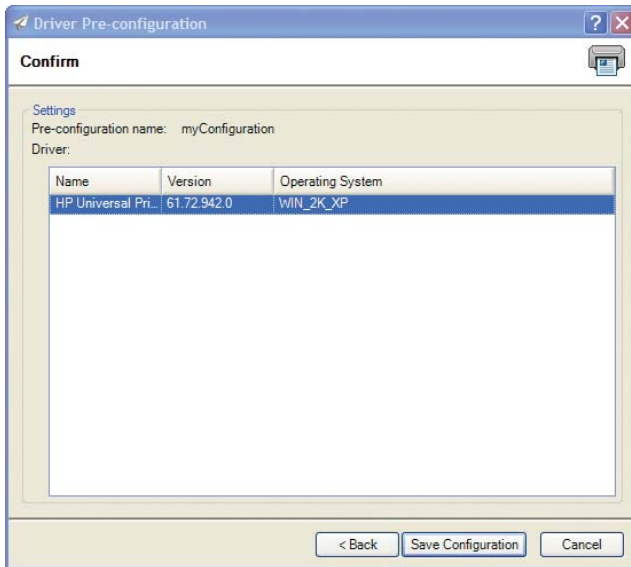 Driver Pre-configuration
Confirm
Settings
Pre-configuration name: myConfiguration
Driver:
Name Version Operating System
HP Universal Pri... 61.72.942.0 WIN_2K_XP
< Back Save Configuration Cancel